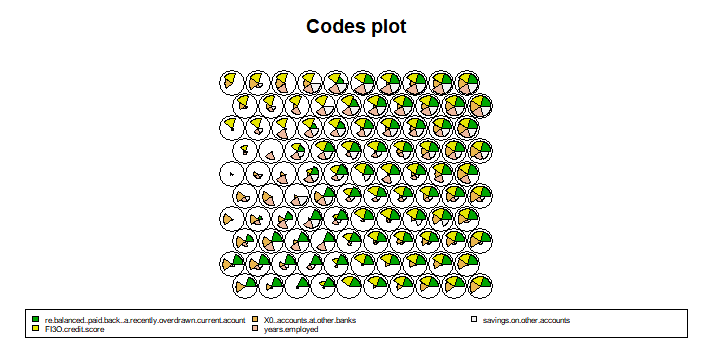 Codes plot
re.balanced..paid.back..a.recently.overdrawn.current.acount X0..accounts.at.other.banks savings.on.other.accounts
FI3O.credit.score years.employed